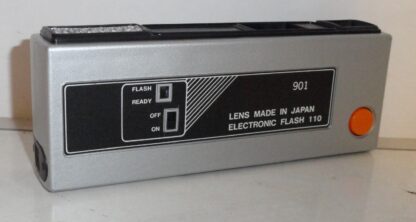 FLASH
READY
OFF
ON
901
LENS MADE IN JAPAN
ELECTRONIC FLASH 110